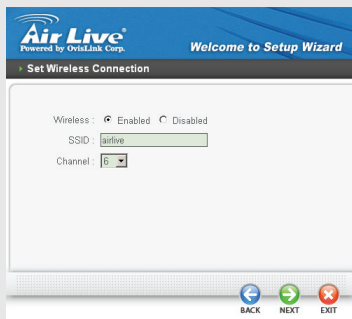 Air Live®
Powered by OvisLink Corp.
Welcome to Setup Wizard
Set Wireless Connection
Wireless : Enabled Disabled
SSID : airlive
Channel : 6
BACK NEXT EXIT